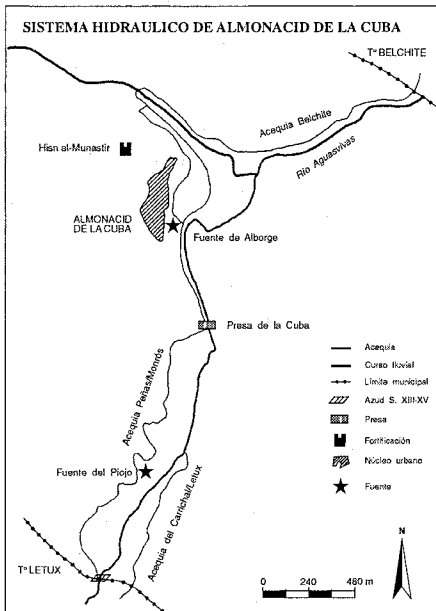 SISTEMA HIDRAULICO DE ALMONACID DE LA CUBA
Tº BELCHITE
Acequia Belchite
Río Aguasvivas
Hisn al-Munastir
ALMONACID
DE LA CUBA
Fuente de Alborge
Presa de la Cuba
Acequia Peñas/Monrós
Fuente del Piojo
Acequia del Carrichal/Letux
Tº LETUX
Acequia
Curso fluvial
Límite municipal
Azud S. XIII-XV
Presa
Fortificación
Núcleo urbano
Fuente
N
0 240 460 m